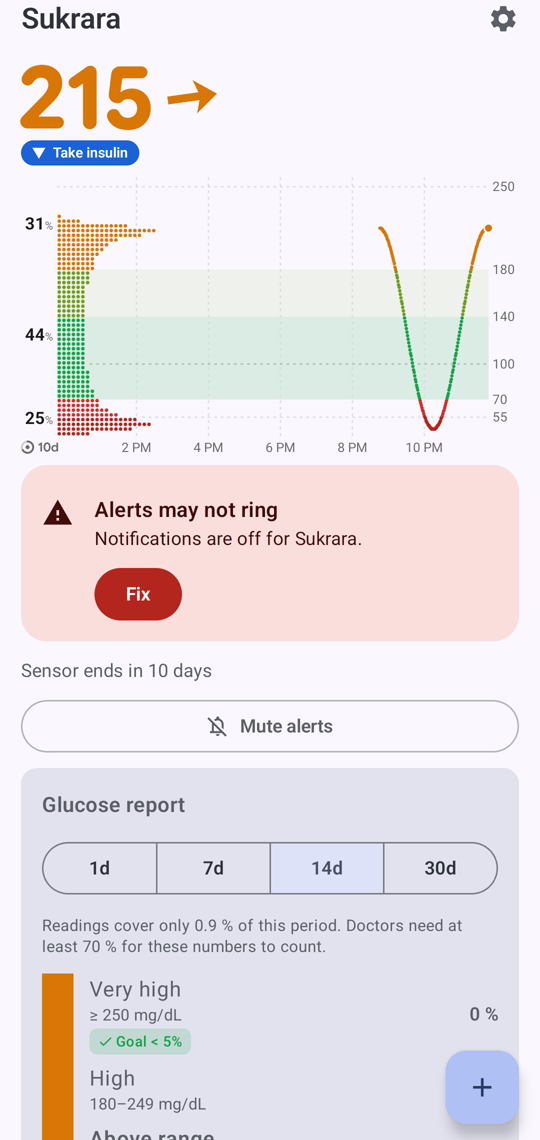 Sukrara
215
Take insulin
250
31%
180
140
44%
100
70
25%
55
10d
2 PM
4 PM
6 PM
8 PM
10 PM
Alerts may not ring
Notifications are off for Sukrara.
Fix
Sensor ends in 10 days
Mute alerts
Glucose report
1d
7d
14d
30d
Readings cover only 0.9 % of this period. Doctors need at
least 70 % for these numbers to count.
Very high
≥ 250 mg/dL
0 %
Goal < 5%
High
180–249 mg/dL
Above range